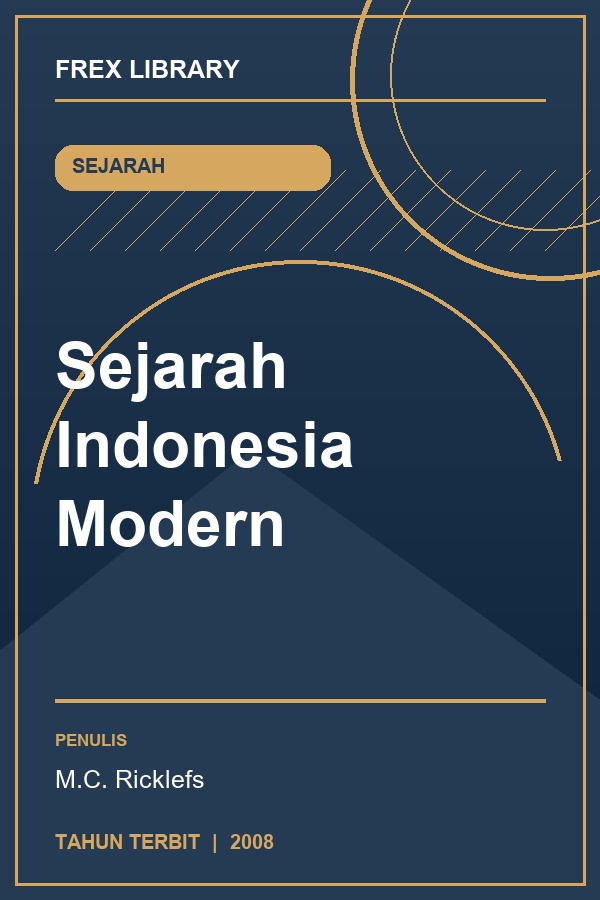 FREX LIBRARY
SEJARAH
Sejarah
Indonesia
Modern
PENULIS
M.C. Ricklefs
TAHUN TERBIT | 2008